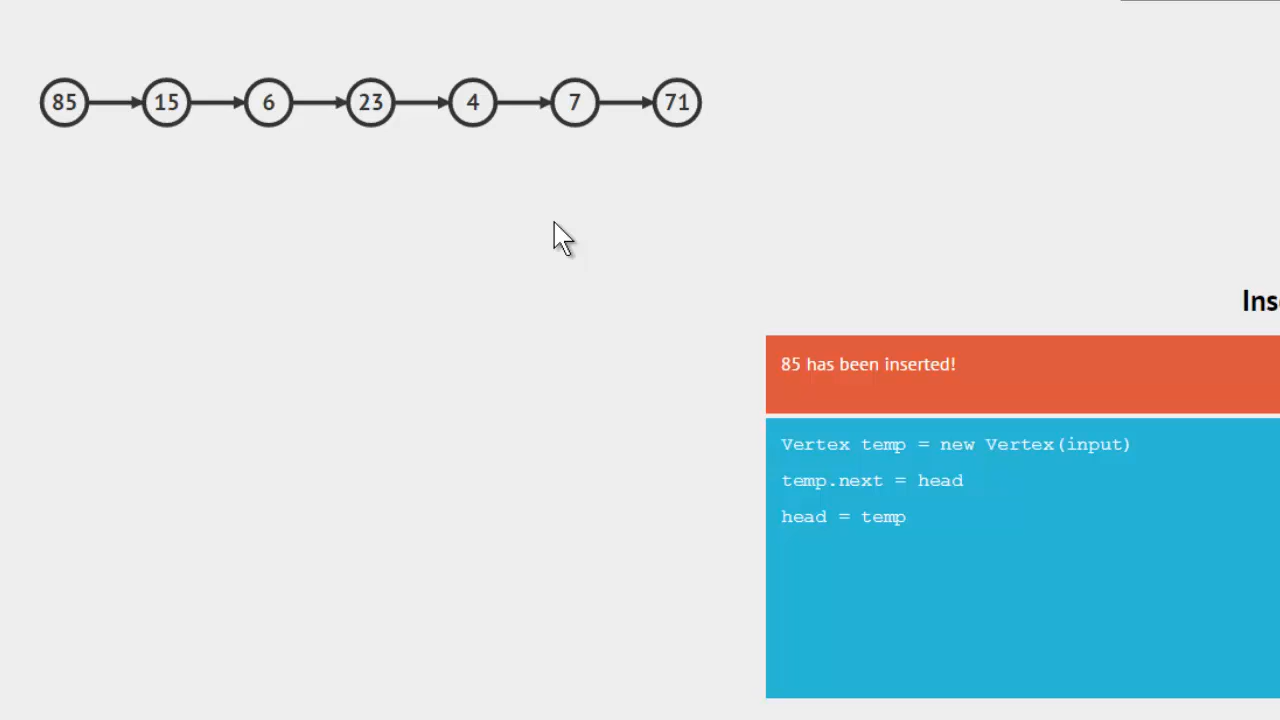 85 15 6 23 4 7 71
85 has been inserted!
Vertex temp = new Vertex(input)
temp.next = head
head = temp